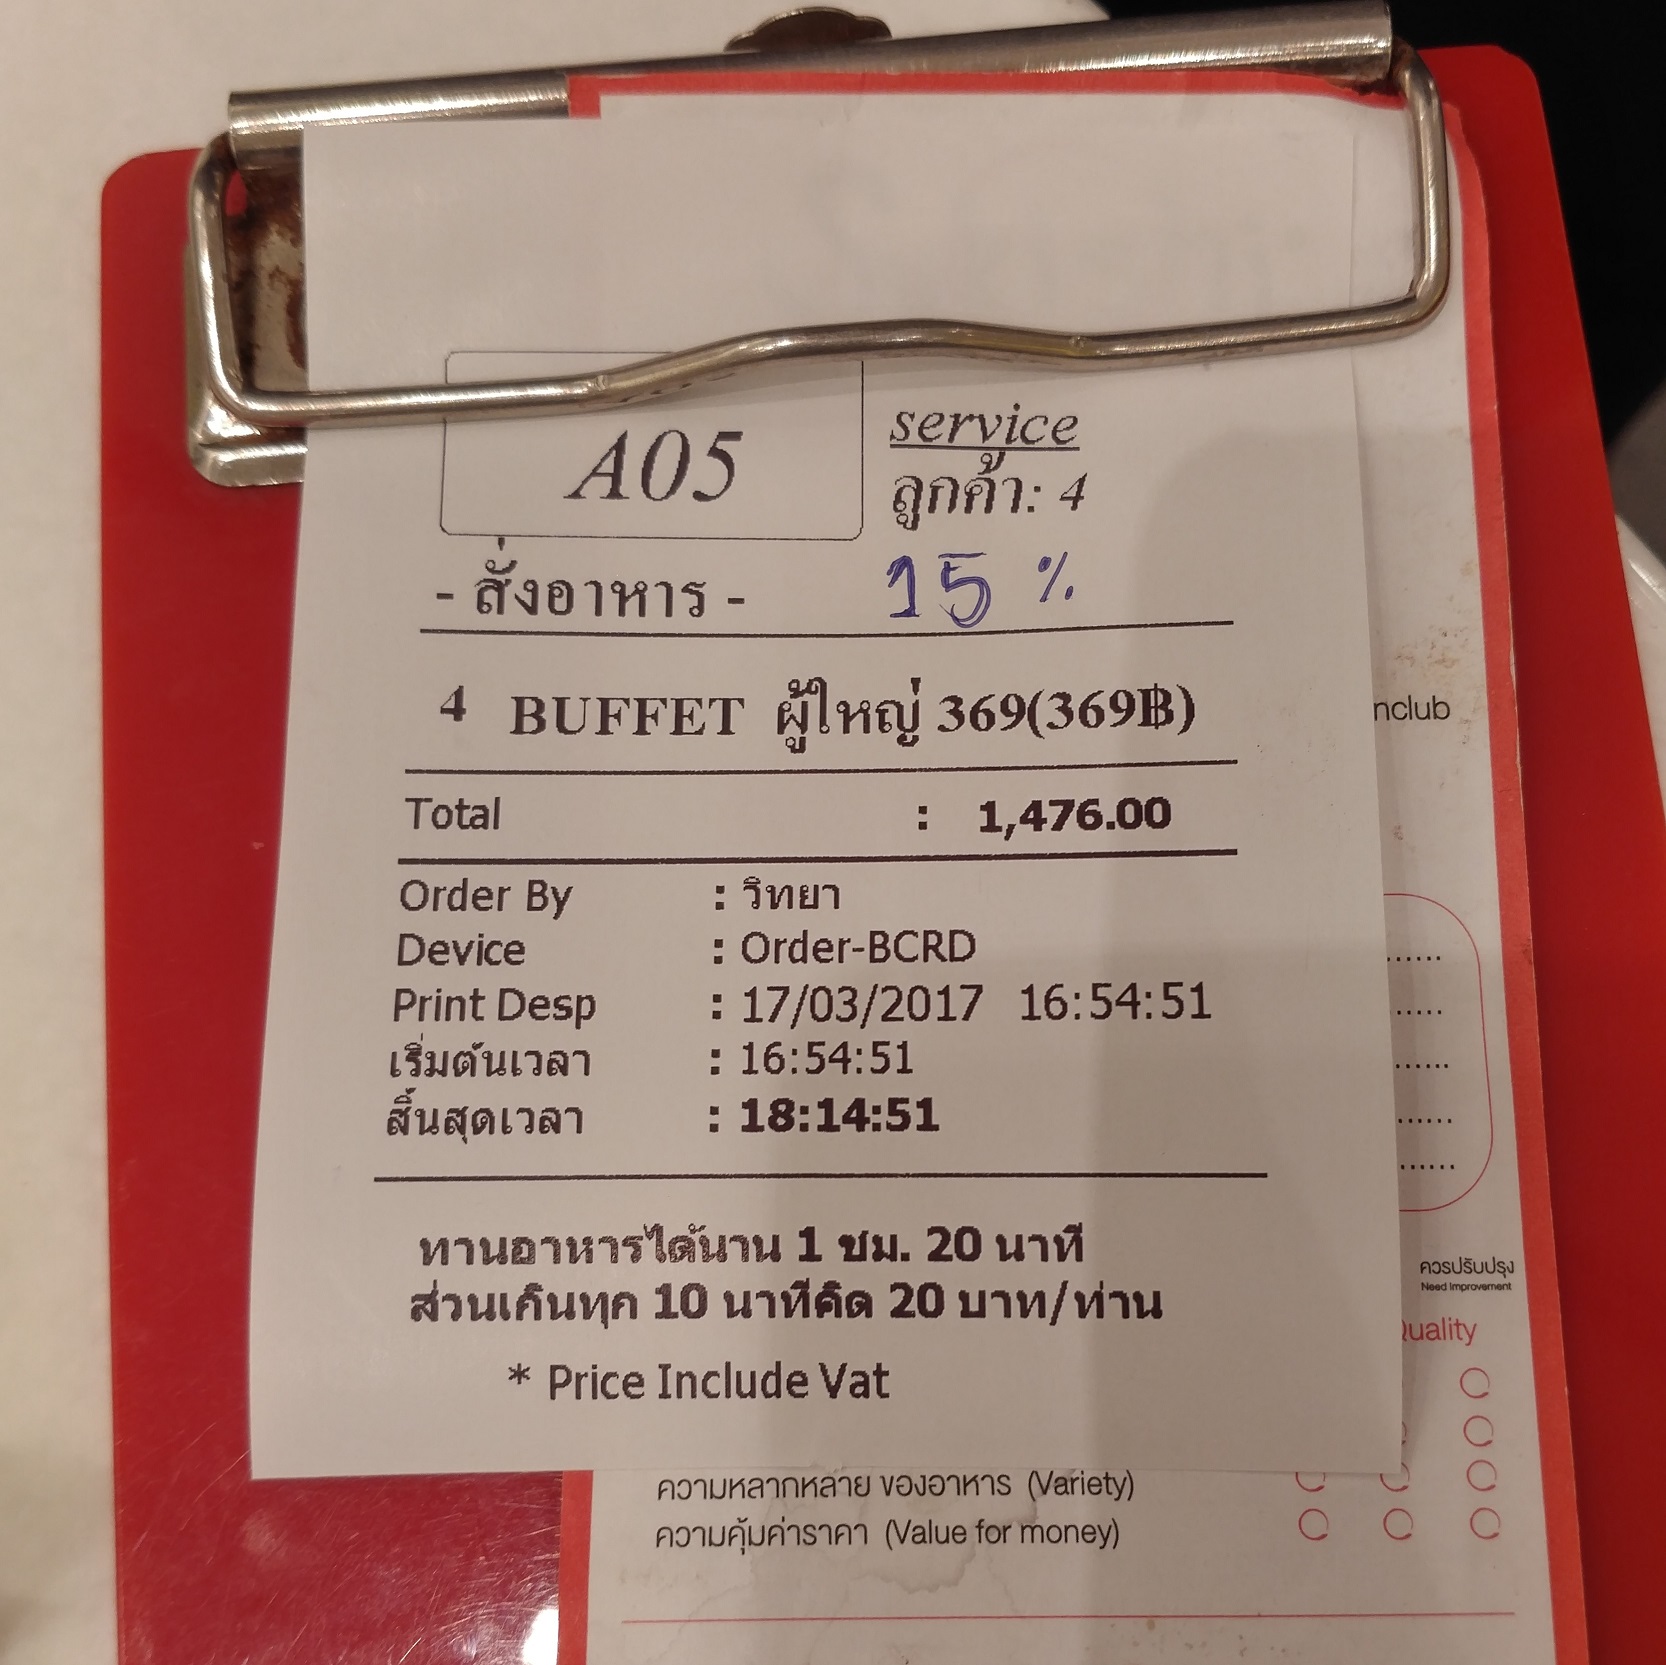 A05
service
ลูกค้า: 4
- สั่งอาหาร -
15 %
4 BUFFET ผู้ใหญ่ 369(369฿)
Total : 1,476.00
Order By : วิทยา
Device : Order-BCRD
Print Desp : 17/03/2017 16:54:51
เริ่มต้นเวลา : 16:54:51
สิ้นสุดเวลา : 18:14:51
ทานอาหารได้นาน 1 ชม. 20 นาที
ส่วนเกินทุก 10 นาทีคิด 20 บาท/ท่าน
* Price Include Vat
nclub
ควรปรับปรุง
Need Improvement
Quality
ความหลากหลาย ของอาหาร (Variety)
ความคุ้มค่าราคา (Value for money)